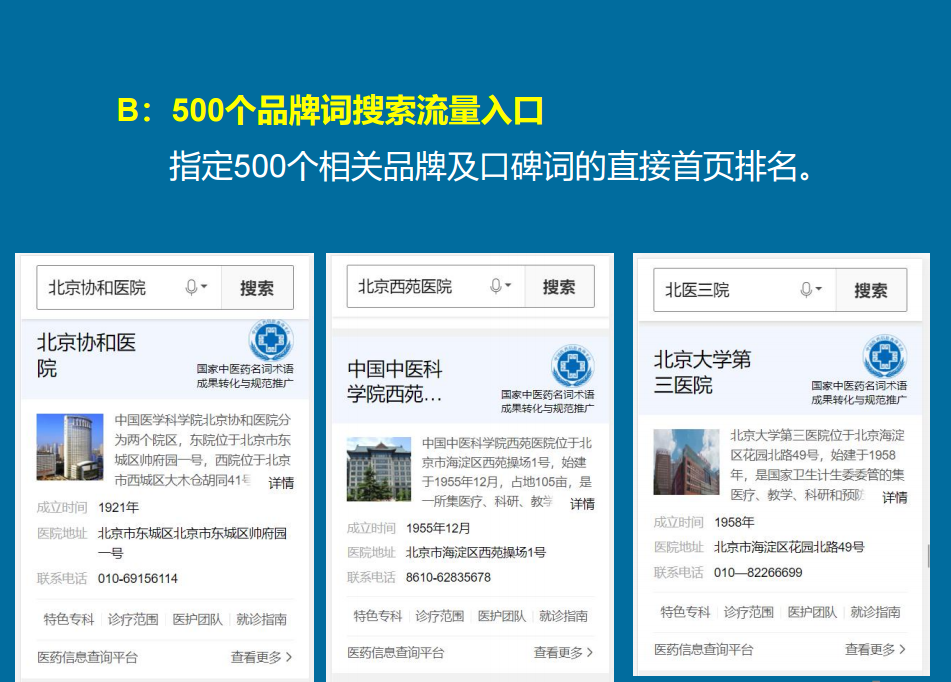 B：500个品牌词搜索流量入口
指定500个相关品牌及口碑词的直接首页排名。
北京协和医院 搜索
北京协和医
院
国家中医药名词术语
成果转化与规范推广
中国医学科学院北京协和医院分
为两个院区，东院位于北京市东
城区帅府园一号，西院位于北京
市西城区大木仓胡同41号 详情
成立时间 1921年
医院地址 北京市东城区北京市东城区帅府园
一号
联系电话 010-69156114
特色专科 诊疗范围 医护团队 就诊指南
医药信息查询平台 查看更多
北京西苑医院 搜索
中国中医科
学院西苑...
国家中医药名词术语
成果转化与规范推广
中国中医科学院西苑医院位于北
京市海淀区西苑操场1号，始建
于1955年12月，占地105亩，是
一所集医疗、科研、教学 详情
成立时间 1955年12月
医院地址 北京市海淀区西苑操场1号
联系电话 8610-62835678
特色专科 诊疗范围 医护团队 就诊指南
医药信息查询平台 查看更多
北医三院 搜索
北京大学第
三医院
国家中医药名词术语
成果转化与规范推广
北京大学第三医院位于北京海淀
区花园北路49号，始建于1958
年，是国家卫生计生委委管的集
医疗、教学、科研和预防 详情
成立时间 1958年
医院地址 北京市海淀区花园北路49号
联系电话 010—82266699
特色专科 诊疗范围 医护团队 就诊指南
医药信息查询平台 查看更多